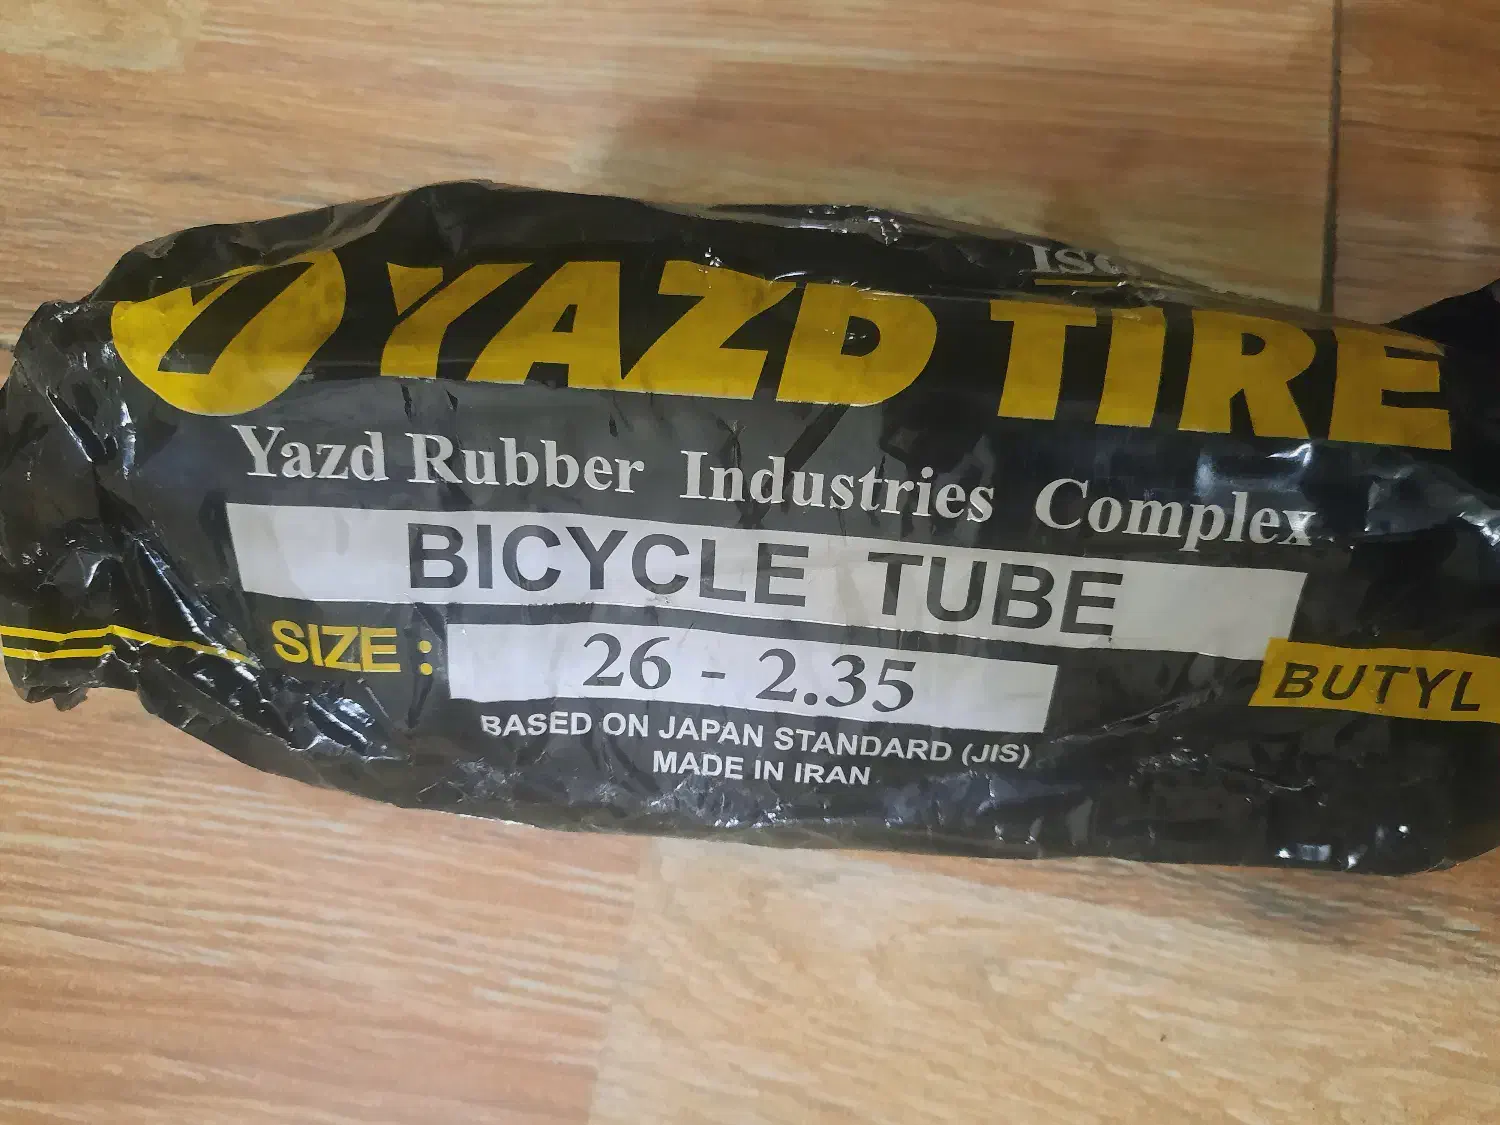 YAZD TIRE
Yazd Rubber Industries Complex
BICYCLE TUBE
SIZE : 26 - 2.35
BUTYL
BASED ON JAPAN STANDARD (JIS)
MADE IN IRAN